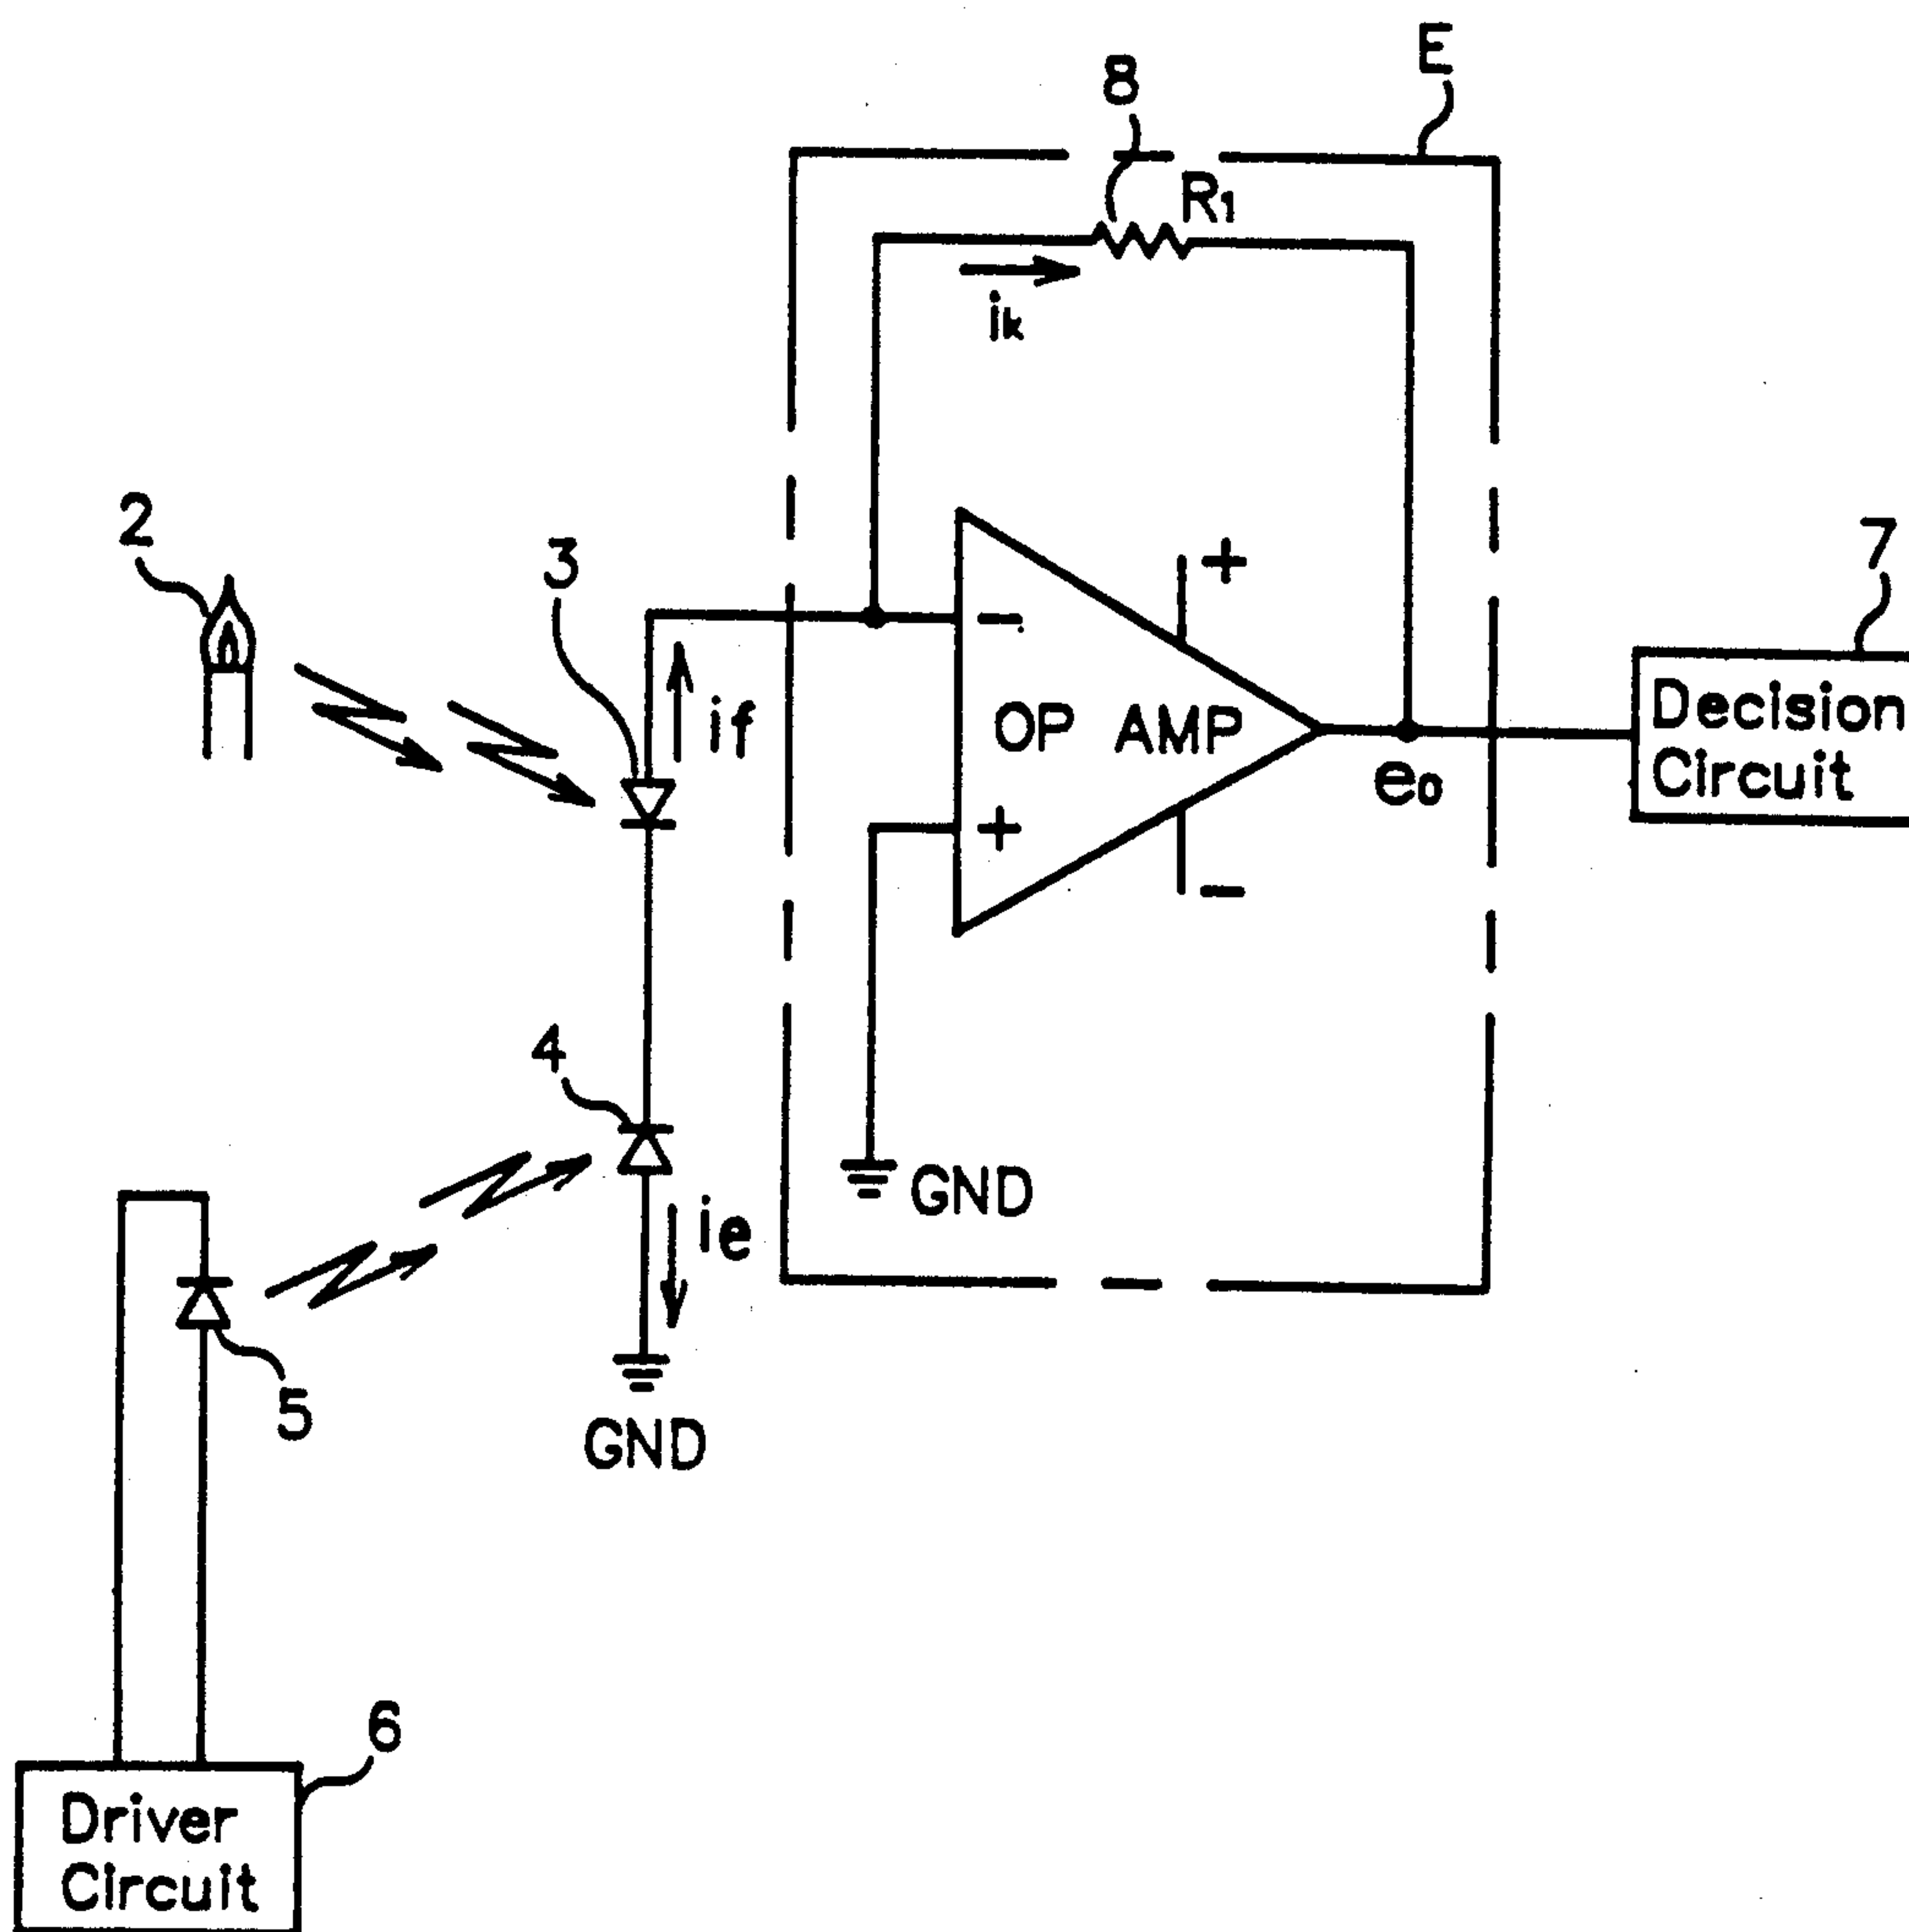 E
8
R1
ik
2
3
7
if
−
+
OP AMP
e0
Decision
Circuit
+
−
4
GND
ie
5
GND
6
Driver
Circuit